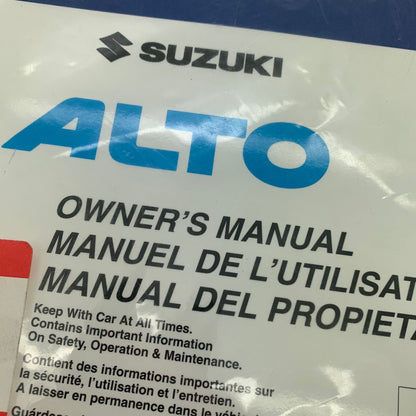 SUZUKI
ALTO
OWNER'S MANUAL
MANUEL DE L'UTILISAT
MANUAL DEL PROPIETA
Keep With Car At All Times.
Contains Important Information
On Safety, Operation & Maintenance.
Contient des informations importantes sur
la sécurité, l'utilisation et l'entretien.
A laisser en permanence dans le véhic